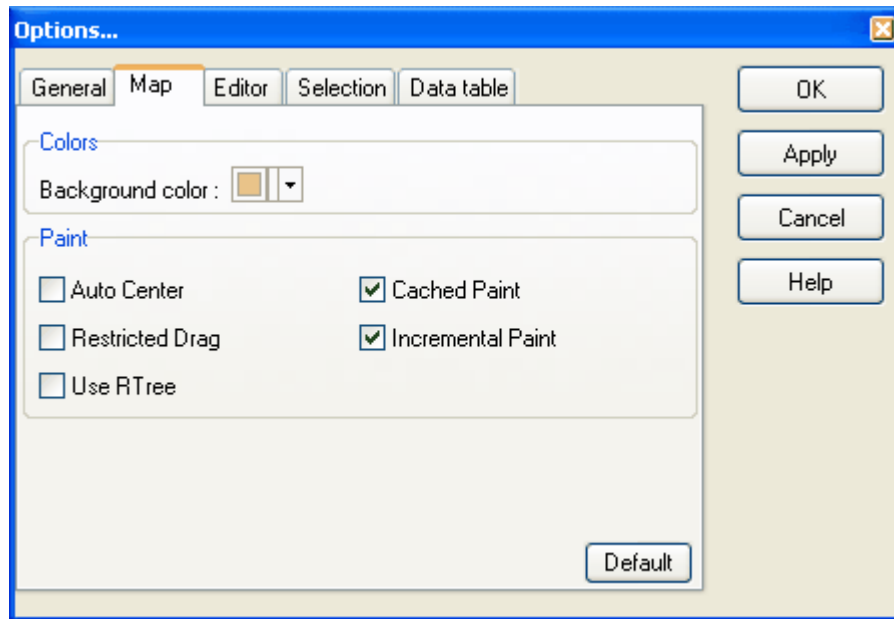 Options...
General Map Editor Selection Data table
OK
Apply
Cancel
Help
Colors
Background color :
Paint
Auto Center Cached Paint
Restricted Drag Incremental Paint
Use RTree
Default